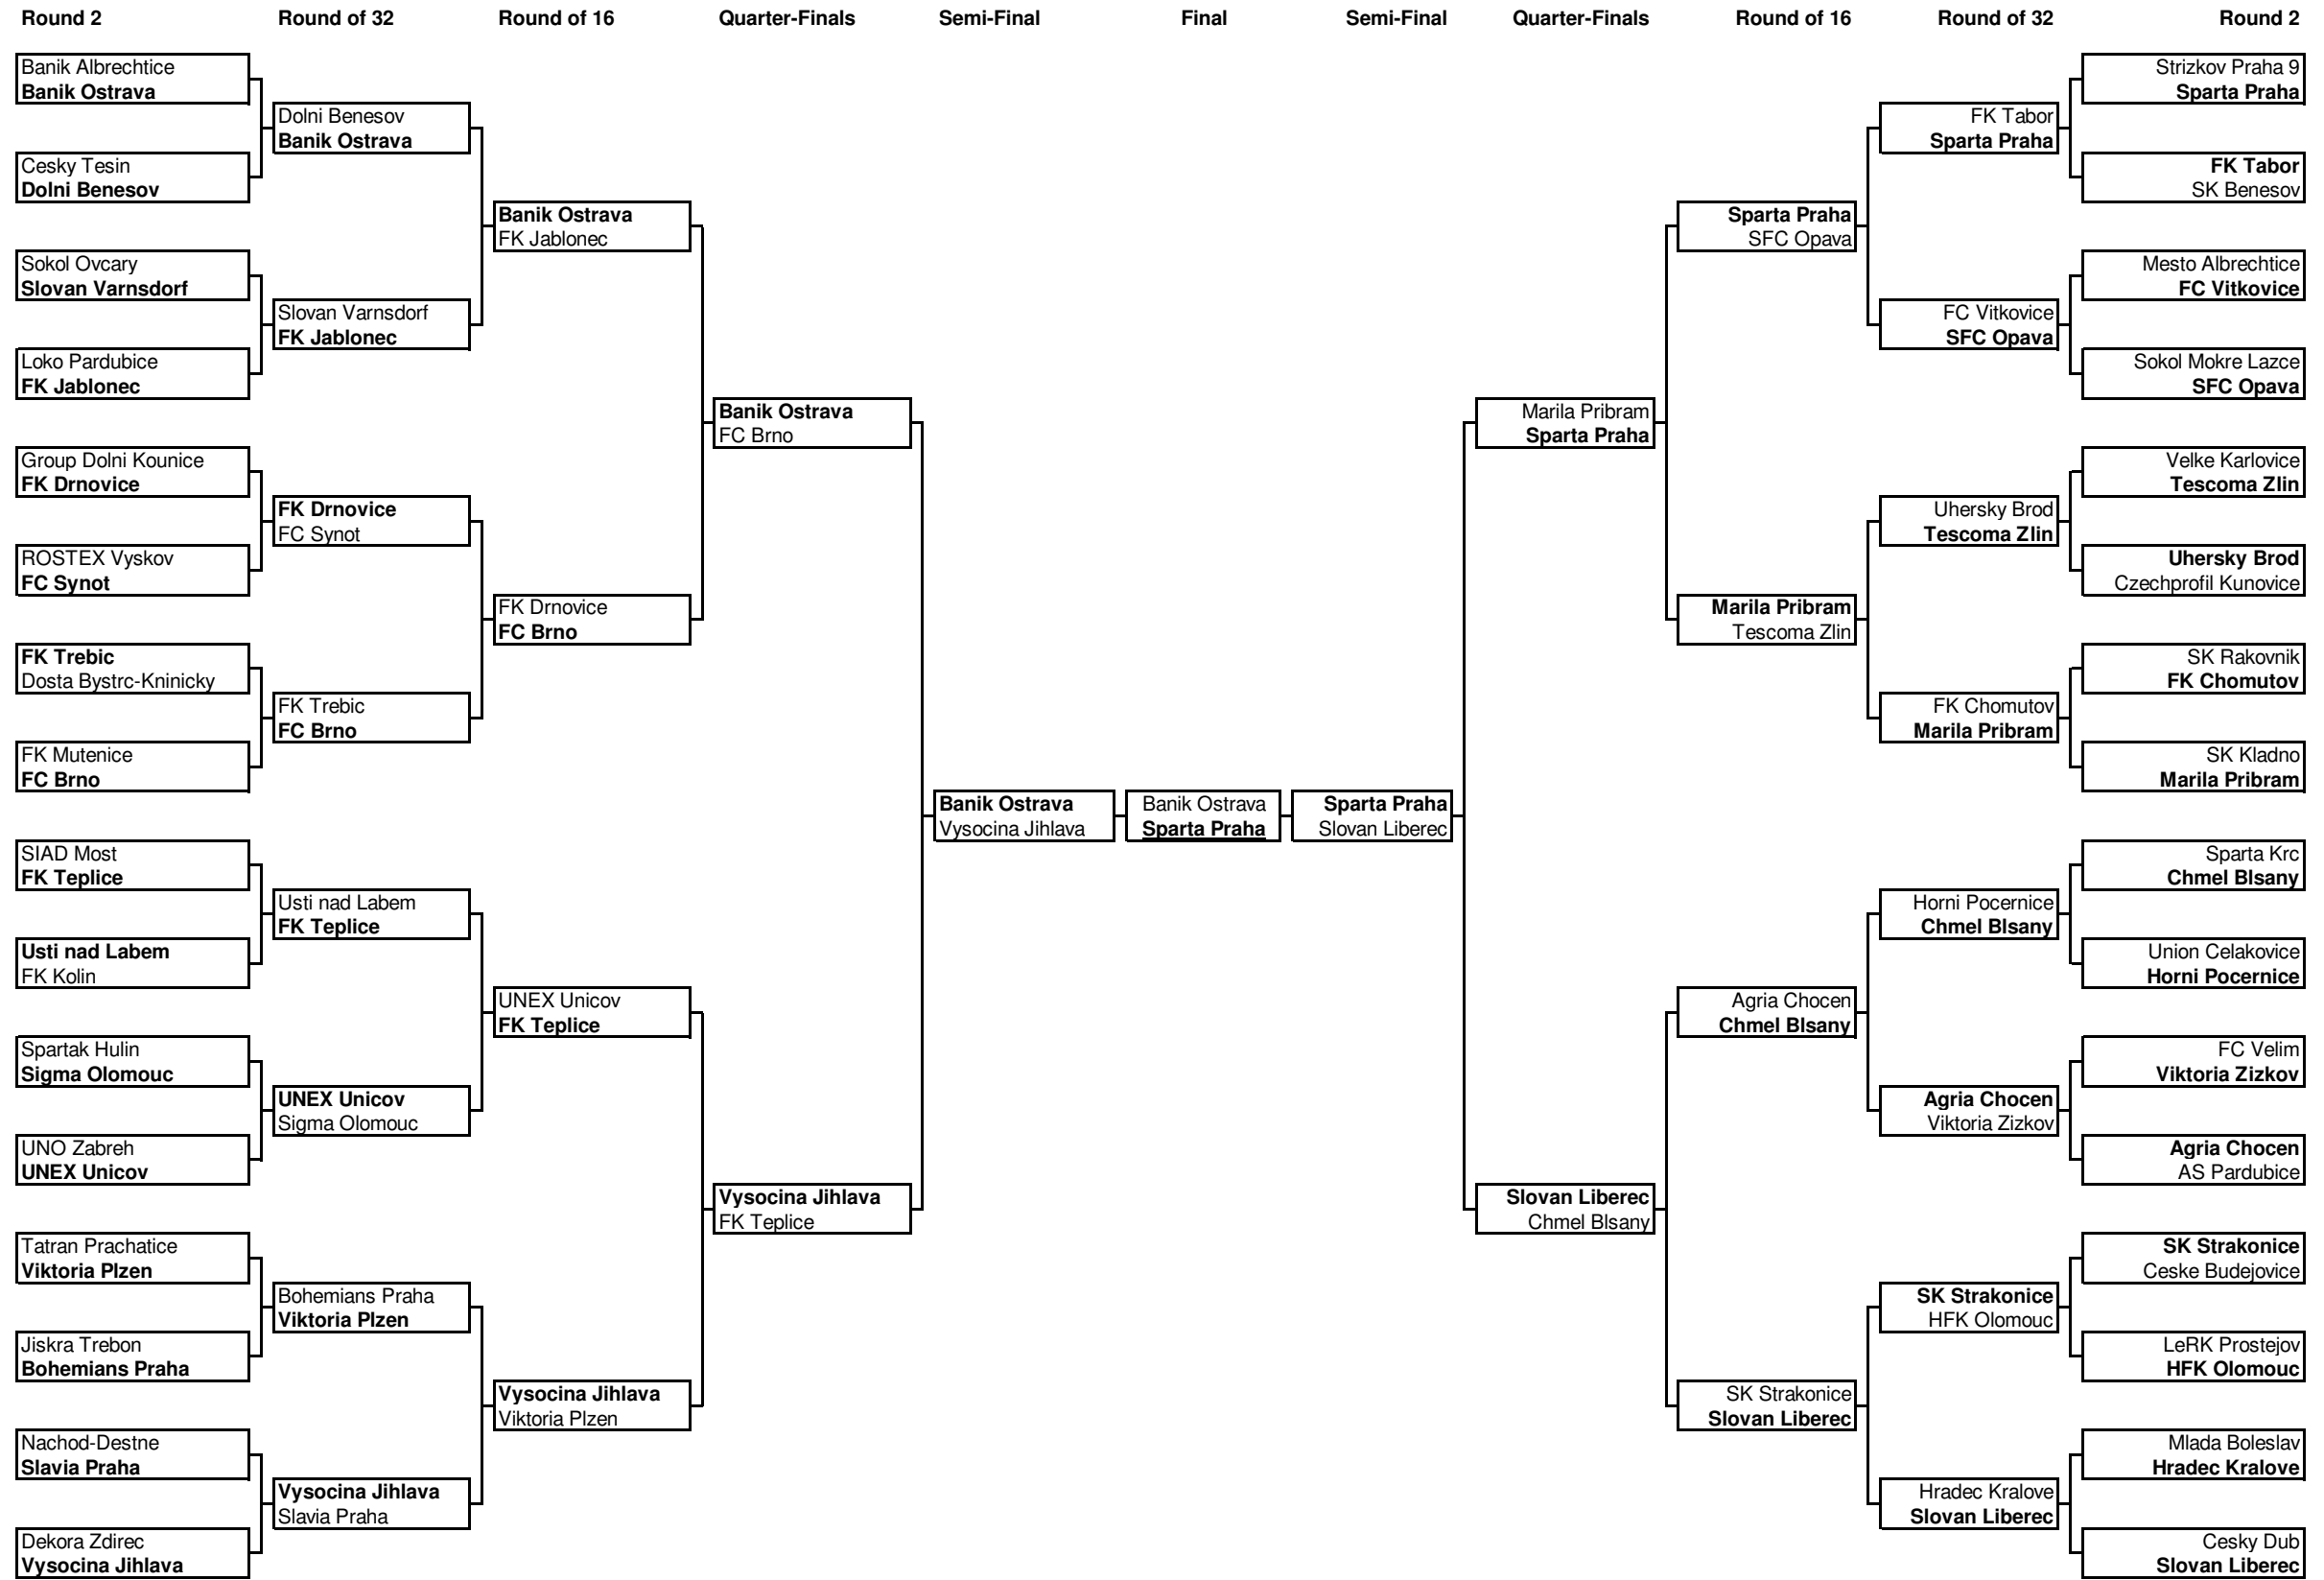 Round 2
Round of 32
Round of 16
Quarter-Finals
Semi-Final
Final
Semi-Final
Quarter-Finals
Round of 16
Round of 32
Round 2
Banik Albrechtice
Banik Ostrava
Cesky Tesin
Dolni Benesov
Sokol Ovcary
Slovan Varnsdorf
Loko Pardubice
FK Jablonec
Group Dolni Kounice
FK Drnovice
ROSTEX Vyskov
FC Synot
FK Trebic
Dosta Bystrc-Kninicky
FK Mutenice
FC Brno
SIAD Most
FK Teplice
Usti nad Labem
FK Kolin
Spartak Hulin
Sigma Olomouc
UNO Zabreh
UNEX Unicov
Tatran Prachatice
Viktoria Plzen
Jiskra Trebon
Bohemians Praha
Nachod-Destne
Slavia Praha
Dekora Zdirec
Vysocina Jihlava
Dolni Benesov
Banik Ostrava
Slovan Varnsdorf
FK Jablonec
FK Drnovice
FC Synot
FK Trebic
FC Brno
Usti nad Labem
FK Teplice
UNEX Unicov
Sigma Olomouc
Bohemians Praha
Viktoria Plzen
Vysocina Jihlava
Slavia Praha
Banik Ostrava
FK Jablonec
FK Drnovice
FC Brno
UNEX Unicov
FK Teplice
Vysocina Jihlava
Viktoria Plzen
Banik Ostrava
FC Brno
Vysocina Jihlava
FK Teplice
Banik Ostrava
Vysocina Jihlava
Banik Ostrava
Sparta Praha
Sparta Praha
Slovan Liberec
Marila Pribram
Sparta Praha
Slovan Liberec
Chmel Blsany
Sparta Praha
SFC Opava
Marila Pribram
Tescoma Zlin
Agria Chocen
Chmel Blsany
SK Strakonice
Slovan Liberec
FK Tabor
Sparta Praha
FC Vitkovice
SFC Opava
Uhersky Brod
Tescoma Zlin
FK Chomutov
Marila Pribram
Horni Pocernice
Chmel Blsany
Agria Chocen
Viktoria Zizkov
SK Strakonice
HFK Olomouc
Hradec Kralove
Slovan Liberec
Strizkov Praha 9
Sparta Praha
FK Tabor
SK Benesov
Mesto Albrechtice
FC Vitkovice
Sokol Mokre Lazce
SFC Opava
Velke Karlovice
Tescoma Zlin
Uhersky Brod
Czechprofil Kunovice
SK Rakovnik
FK Chomutov
SK Kladno
Marila Pribram
Sparta Krc
Chmel Blsany
Union Celakovice
Horni Pocernice
FC Velim
Viktoria Zizkov
Agria Chocen
AS Pardubice
SK Strakonice
Ceske Budejovice
LeRK Prostejov
HFK Olomouc
Mlada Boleslav
Hradec Kralove
Cesky Dub
Slovan Liberec